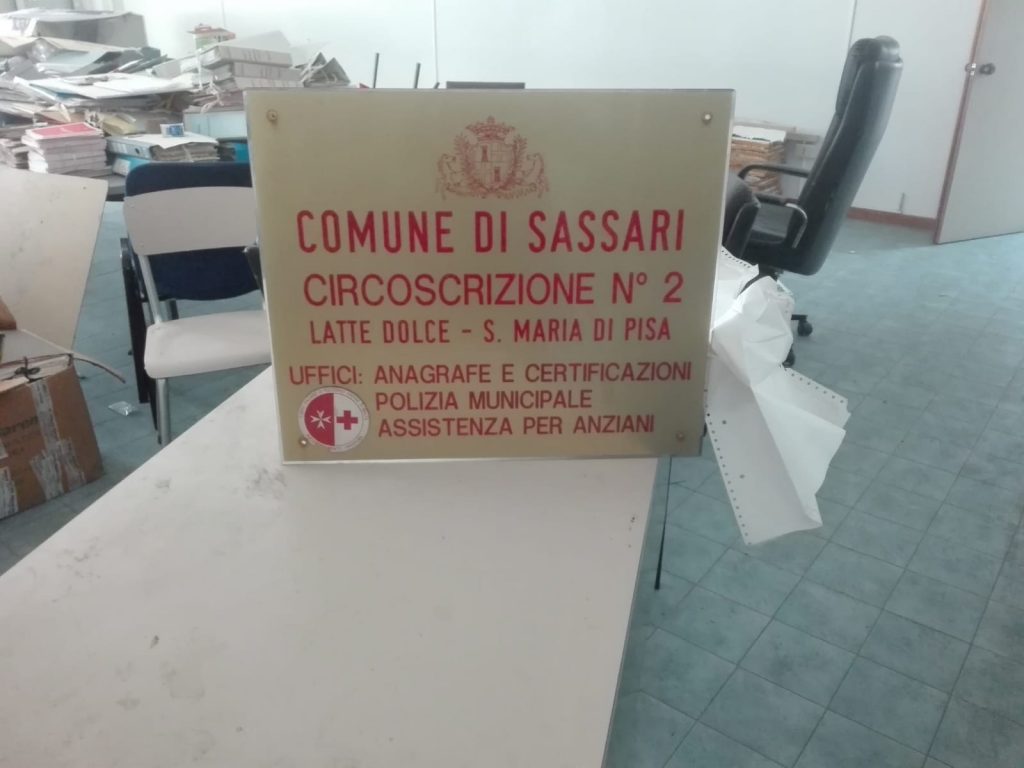 COMUNE DI SASSARI
CIRCOSCRIZIONE N° 2
LATTE DOLCE - S. MARIA DI PISA
UFFICI: ANAGRAFE E CERTIFICAZIONI
POLIZIA MUNICIPALE
ASSISTENZA PER ANZIANI